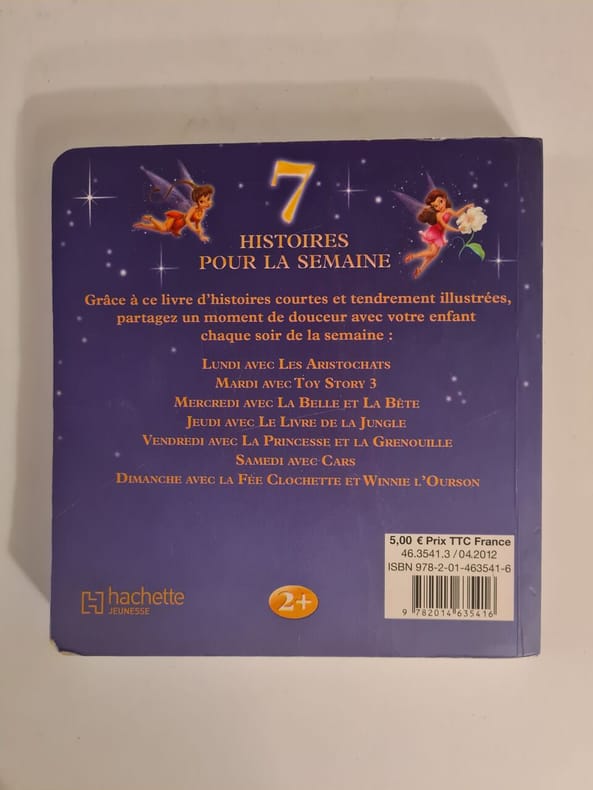 7
HISTOIRES
POUR LA SEMAINE
Grâce à ce livre d'histoires courtes et tendrement illustrées,
partagez un moment de douceur avec votre enfant
chaque soir de la semaine :
LUNDI AVEC LES ARISTOCHATS
MARDI AVEC TOY STORY 3
MERCREDI AVEC LA BELLE ET LA BÊTE
JEUDI AVEC LE LIVRE DE LA JUNGLE
VENDREDI AVEC LA PRINCESSE ET LA GRENOUILLE
SAMEDI AVEC CARS
DIMANCHE AVEC LA FÉE CLOCHETTE ET WINNIE L'OURSON
5,00 € Prix TTC France
46.3541.3 / 04.2012
ISBN 978-2-01-463541-6
9 782014 635416
hachette
JEUNESSE
2+